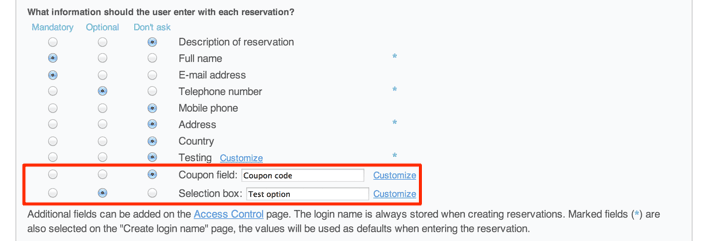 What information should the user enter with each reservation?
Mandatory Optional Don't ask
Description of reservation
Full name *
E-mail address
Telephone number *
Mobile phone
Address *
Country
Testing Customize *
Coupon field: Coupon code Customize
Selection box: Test option Customize
Additional fields can be added on the Access Control page. The login name is always stored when creating reservations. Marked fields (*) are
also selected on the "Create login name" page, the values will be used as defaults when entering the reservation.